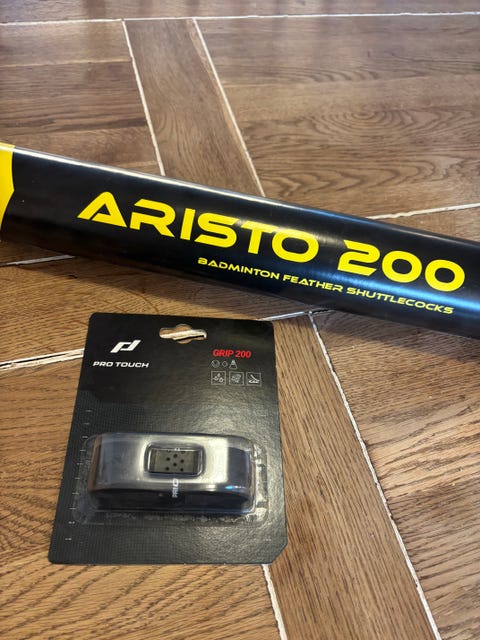 ARISTO 200
BADMINTON FEATHER SHUTTLECOCKS
PRO TOUCH
GRIP 200